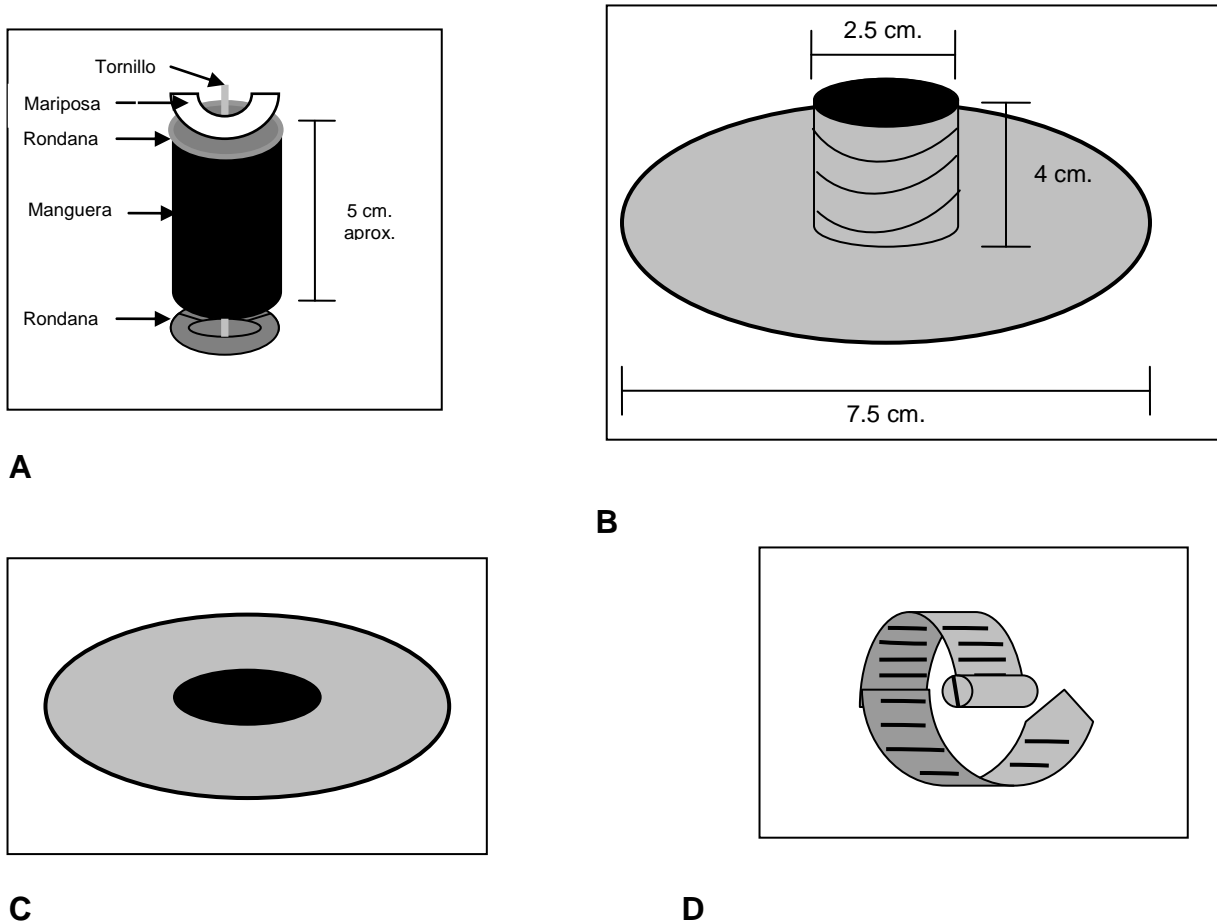 Tornillo
Mariposa
Rondana
Manguera
5 cm.
aprox.
Rondana
A
2.5 cm.
4 cm.
7.5 cm.
B
C
D